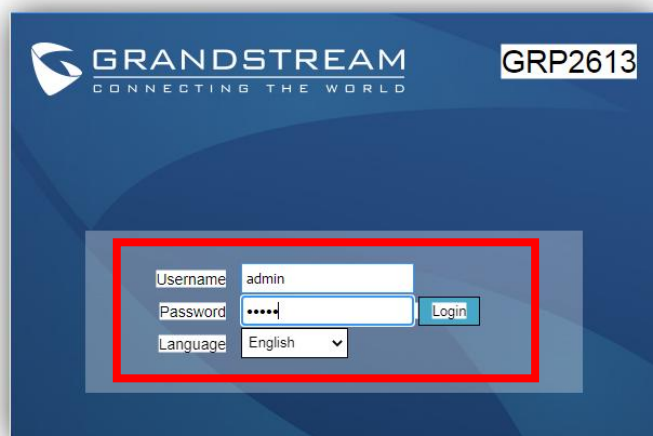 GRANDSTREAM
CONNECTING THE WORLD
GRP2613
Username admin
Password •••••
Login
Language English